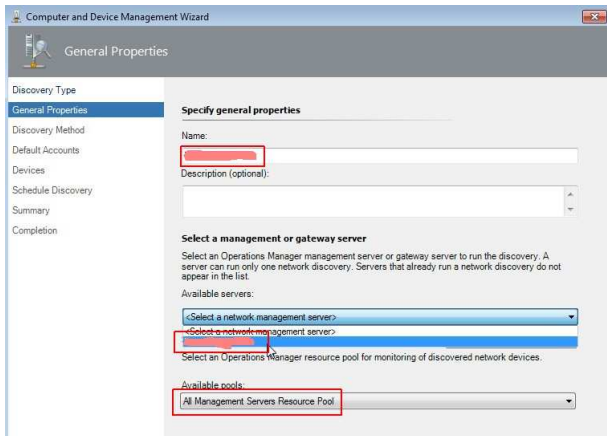 Computer and Device Management Wizard
General Properties
Discovery Type
General Properties
Discovery Method
Default Accounts
Devices
Schedule Discovery
Summary
Completion
Specify general properties
Name:
Description (optional):
Select a management or gateway server
Select an Operations Manager management server or gateway server to run the discovery. A
server can run only one network discovery. Servers that already run a network discovery do not
appear in the list.
Available servers:
<Select a network management server>
<Select a network management server>
Select an Operations Manager resource pool for monitoring of discovered network devices.
Available pools:
All Management Servers Resource Pool